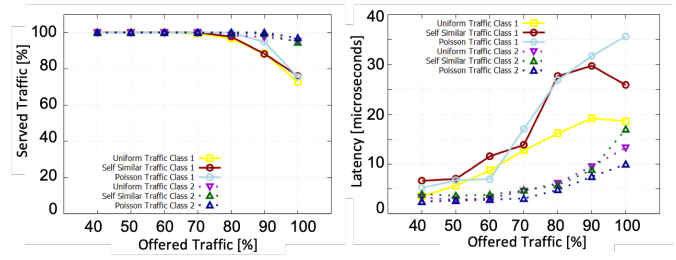 100
80
60
40
20
0
Served Traffic [%]
Uniform Traffic Class 1
Self Similar Traffic Class 1
Poisson Traffic Class 1
Uniform Traffic Class 2
Self Similar Traffic Class 2
Poisson Traffic Class 2
40 50 60 70 80 90 100
Offered Traffic [%]
40
30
20
10
0
Latency [microseconds]
Uniform Traffic Class 1
Self Similar Traffic Class 1
Poisson Traffic Class 1
Uniform Traffic Class 2
Self Similar Traffic Class 2
Poisson Traffic Class 2
40 50 60 70 80 90 100
Offered Traffic [%]